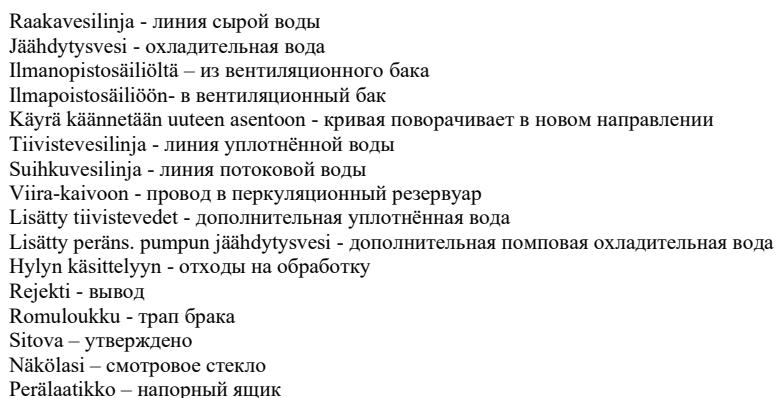 Raakavesilinja - линия сырой воды
Jäähdytysvesi - охладительная вода
Ilmanopistosäiliöltä – из вентиляционного бака
Ilmapoistosäiliöön- в вентиляционный бак
Käyrä käännetään uuteen asentoon - кривая поворачивает в новом направлении
Tiivistevesilinja - линия уплотнённой воды
Suihkuvesilinja - линия потоковой воды
Viira-kaivoon - провод в перкуляционный резервуар
Lisätty tiivistevedet - дополнительная уплотнённая вода
Lisätty peräns. pumpun jäähdytysvesi - дополнительная помповая охладительная вода
Hylyn käsittelyyn - отходы на обработку
Rejekti - вывод
Romuloukku - трап брака
Sitova – утверждено
Näkölasi – смотровое стекло
Perälaatikko – напорный ящик